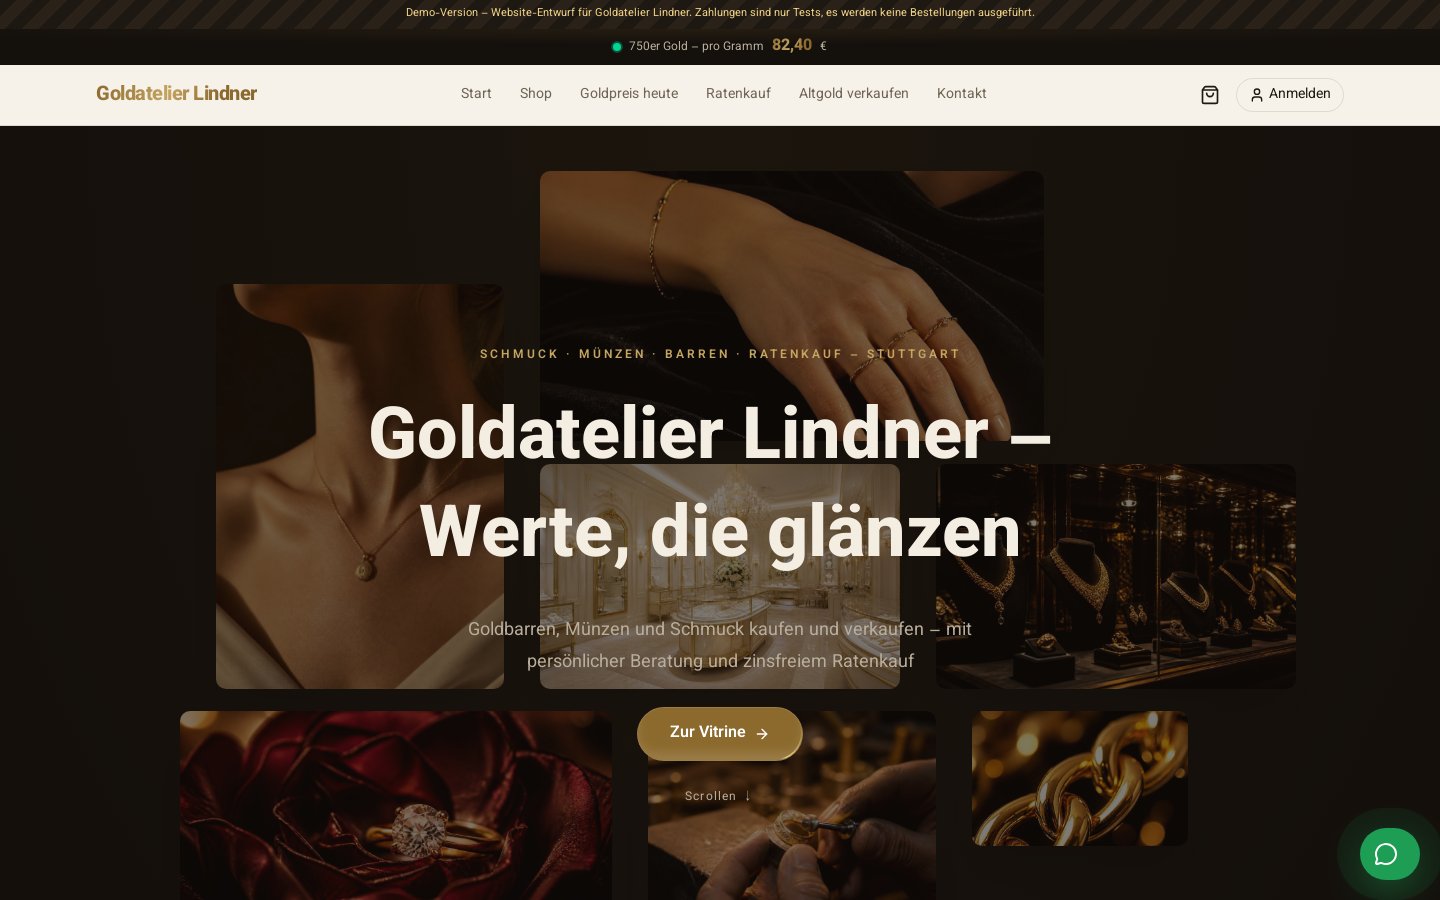 Demo-Version – Website-Entwurf für Goldatelier Lindner. Zahlungen sind nur Tests, es werden keine Bestellungen ausgeführt.
750er Gold – pro Gramm 82,40 €
Goldatelier Lindner Start Shop Goldpreis heute Ratenkauf Altgold verkaufen Kontakt Anmelden
SCHMUCK · MÜNZEN · BARREN · RATENKAUF – STUTTGART
Goldatelier Lindner –
Werte, die glänzen
Goldbarren, Münzen und Schmuck kaufen und verkaufen – mit
persönlicher Beratung und zinsfreiem Ratenkauf
Zur Vitrine →
Scrollen ↓